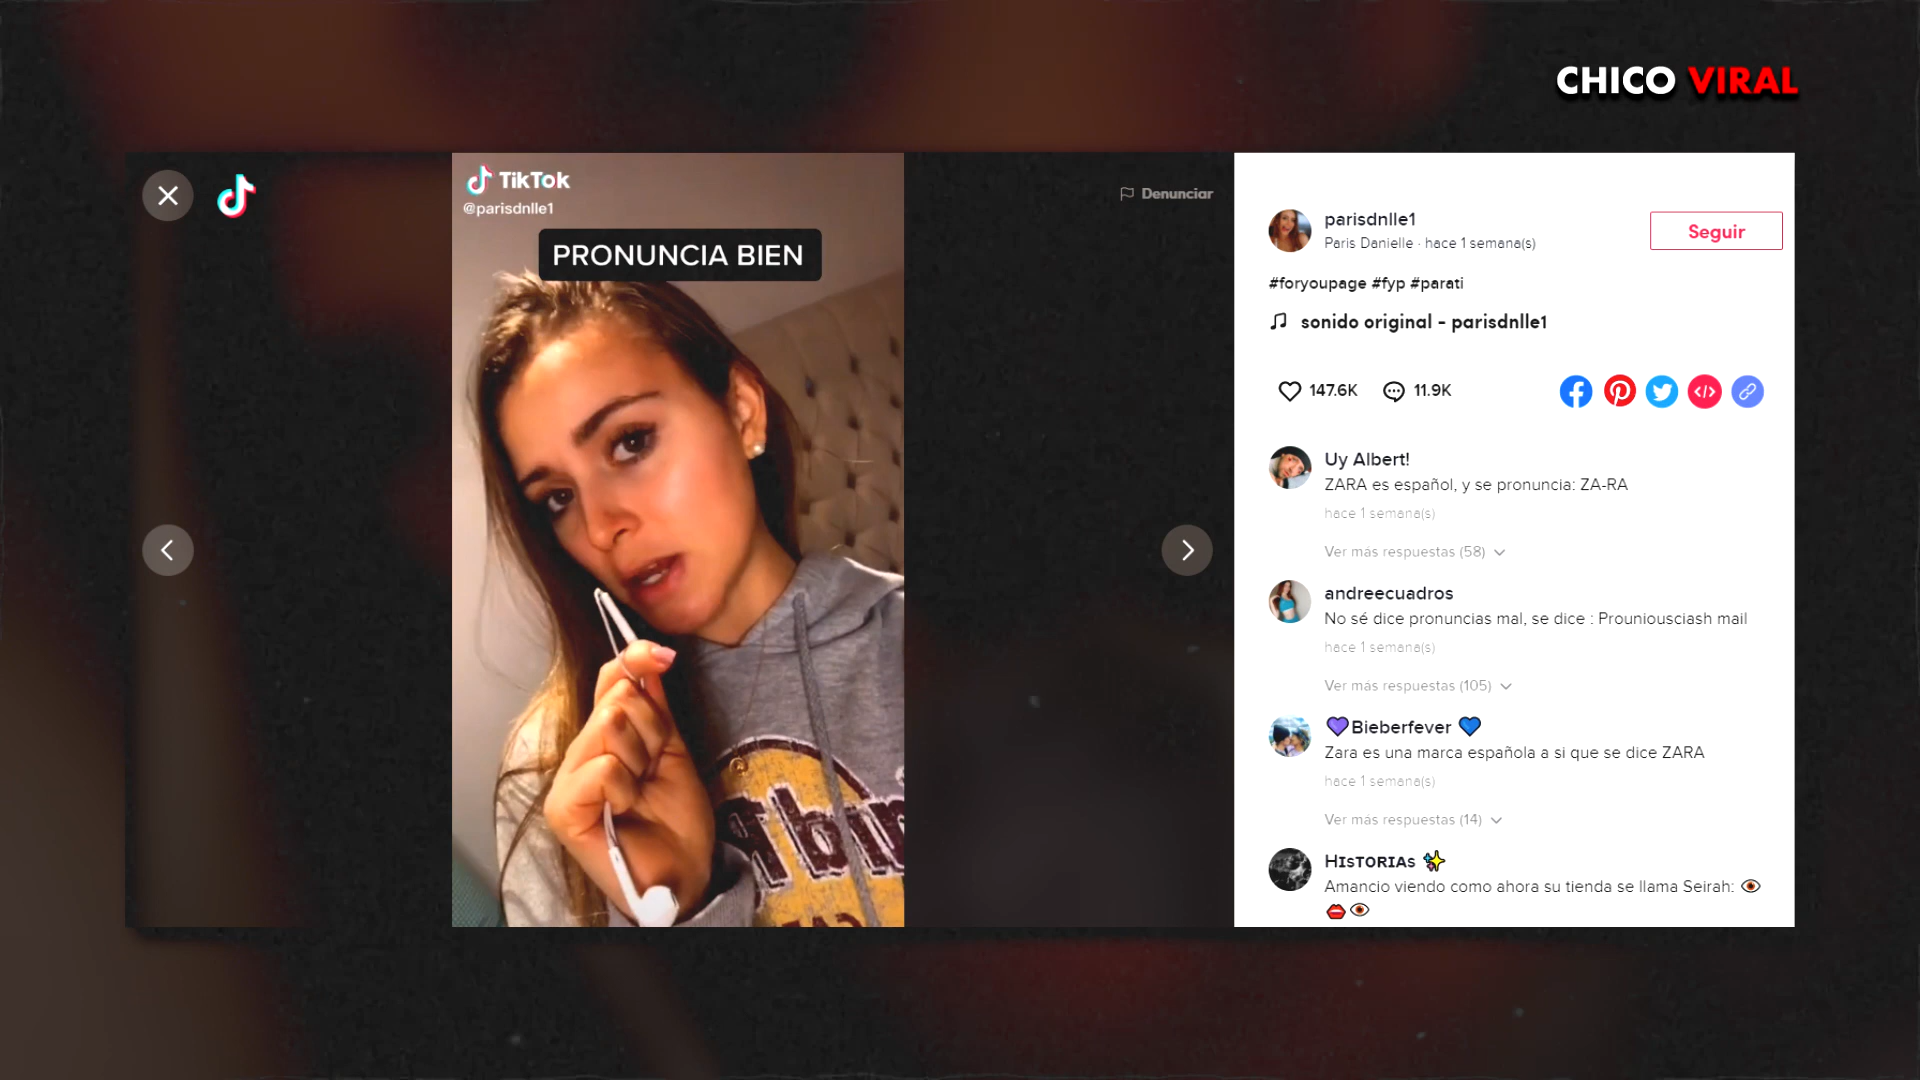 CHICO VIRAL
TikTok
@parisdnlle1
PRONUNCIA BIEN
Denunciar
parisdnlle1
Paris Danielle · hace 1 semana(s)
Seguir
#foryoupage #fyp #parati
sonido original - parisdnlle1
147.6K
11.9K
Uy Albert!
ZARA es español, y se pronuncia: ZA-RA
hace 1 semana(s)
Ver más respuestas (58)
andreecuadros
No sé dice pronuncias mal, se dice : Prouniousciash mail
hace 1 semana(s)
Ver más respuestas (105)
💜Bieberfever 💙
Zara es una marca española a si que se dice ZARA
hace 1 semana(s)
Ver más respuestas (14)
HɪsᴛᴏʀɪAs ✨
Amancio viendo como ahora su tienda se llama Seirah: 👁
👄👁